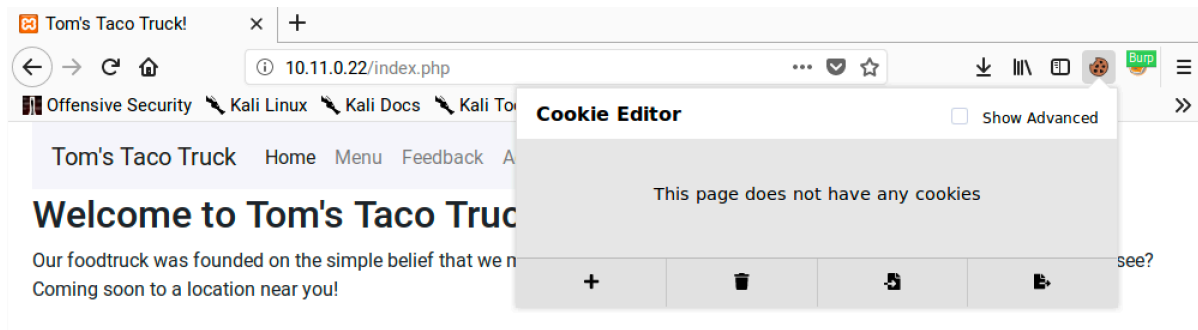 Tom's Taco Truck!
10.11.0.22/index.php
Burp
Offensive Security Kali Linux Kali Docs Kali
Cookie Editor
Show Advanced
This page does not have any cookies
Tom's Taco Truck Home Menu Feedback
Welcome to Tom's Taco
Our foodtruck was founded on the simple belief that we see?
Coming soon to a location near you!